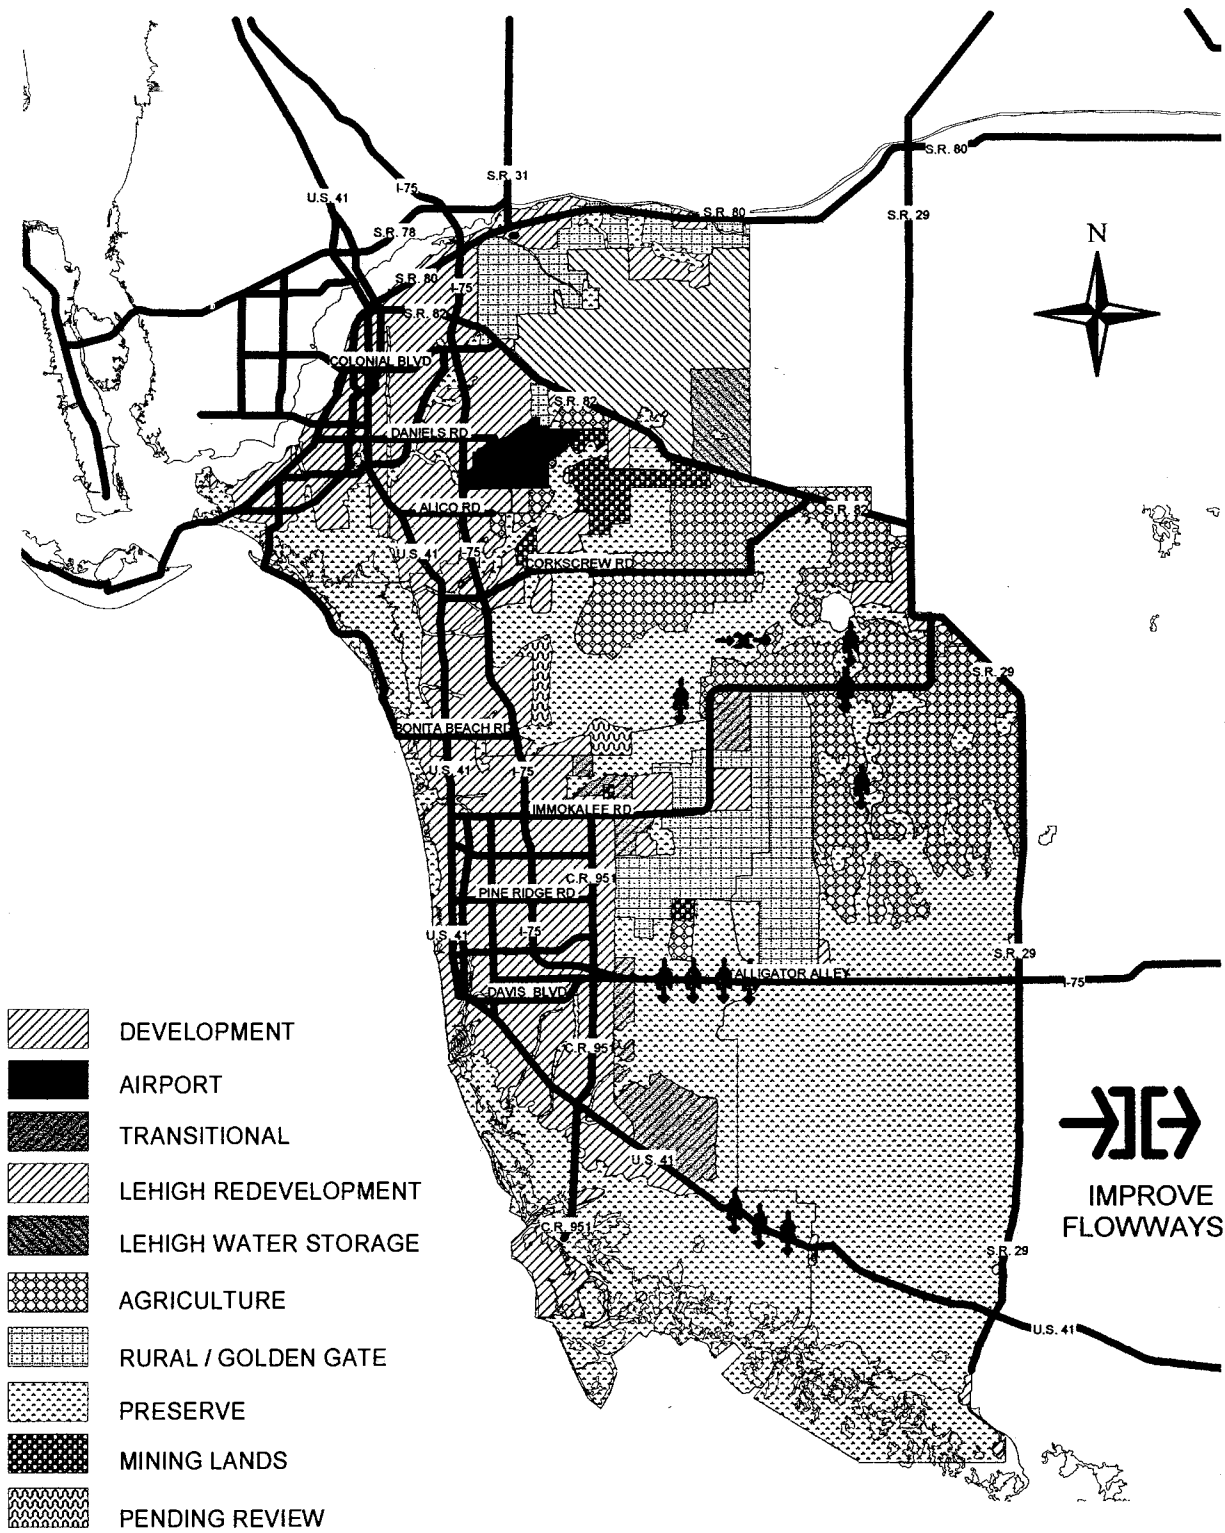 S.R. 31
I-75
U.S. 41
S.R. 78
S.R. 80
S.R. 80
S.R. 29
N
S.R. 80
I-75
S.R. 82
COLONIAL BLVD
S.R. 82
DANIELS RD
ALICO RD
S.R. 82
U.S. 41
I-75
CORKSCREW RD
S.R. 29
BONITA BEACH RD
U.S. 41
I-75
IMMOKALEE RD
C.R. 951
PINE RIDGE RD
U.S. 41
I-75
S.R. 29
ALLIGATOR ALLEY
I-75
DAVIS BLVD
C.R. 951
U.S. 41
C.R. 951
S.R. 29
U.S. 41
DEVELOPMENT
AIRPORT
TRANSITIONAL
LEHIGH REDEVELOPMENT
LEHIGH WATER STORAGE
AGRICULTURE
RURAL / GOLDEN GATE
PRESERVE
MINING LANDS
PENDING REVIEW
IMPROVE
FLOWWAYS